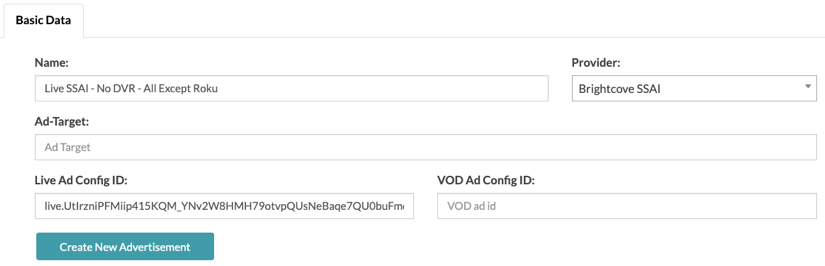 Basic Data
Name:
Provider:
Live SSAI - No DVR - All Except Roku
Brightcove SSAI
Ad-Target:
Ad Target
Live Ad Config ID:
VOD Ad Config ID:
live.UtIrzniPFMiip415KQM_YNv2W8HMH79otvpQUsNeBaqe7QU0buFm
VOD ad id
Create New Advertisement